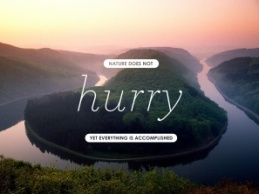 NATURE DOES NOT
hurry
YET EVERYTHING IS ACCOMPLISHED